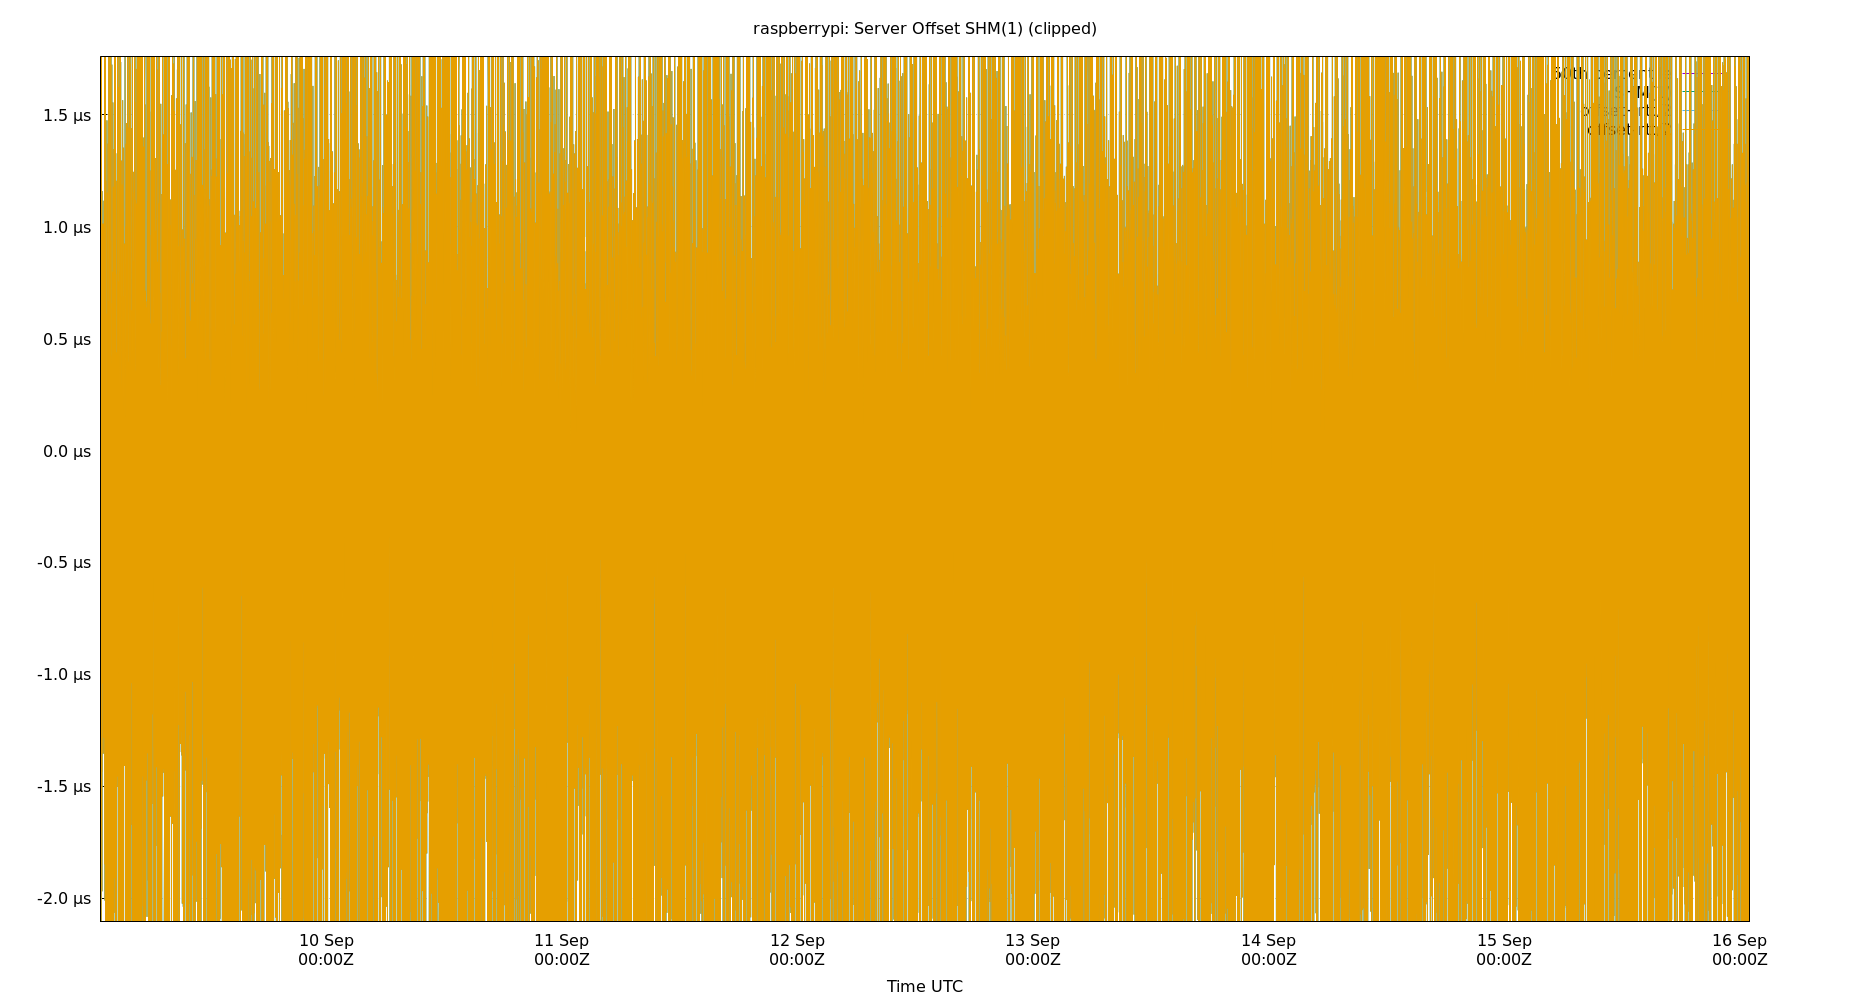 raspberrypi: Server Offset SHM(1) (clipped)
1.5 µs
1.0 µs
0.5 µs
0.0 µs
-0.5 µs
-1.0 µs
-1.5 µs
-2.0 µs
10 Sep 11 Sep 12 Sep 13 Sep 14 Sep 15 Sep 16 Sep
00:00Z 00:00Z 00:00Z 00:00Z 00:00Z 00:00Z 00:00Z
Time UTC